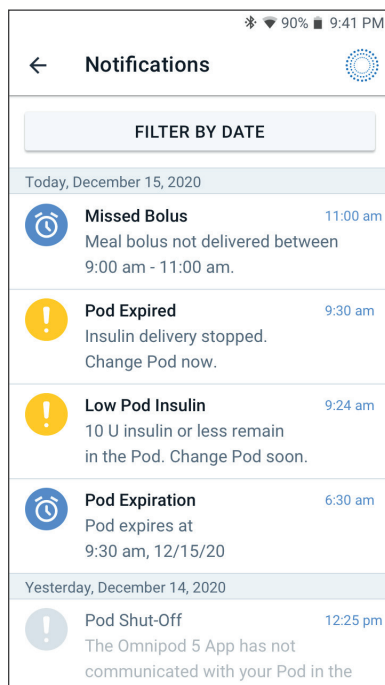 90% 9:41 PM
Notifications
FILTER BY DATE
Today, December 15, 2020
Missed Bolus 11:00 am
Meal bolus not delivered between
9:00 am - 11:00 am.
Pod Expired 9:30 am
Insulin delivery stopped.
Change Pod now.
Low Pod Insulin 9:24 am
10 U insulin or less remain
in the Pod. Change Pod soon.
Pod Expiration 6:30 am
Pod expires at
9:30 am, 12/15/20
Yesterday, December 14, 2020
Pod Shut-Off 12:25 pm
The Omnipod 5 App has not
communicated with your Pod in the